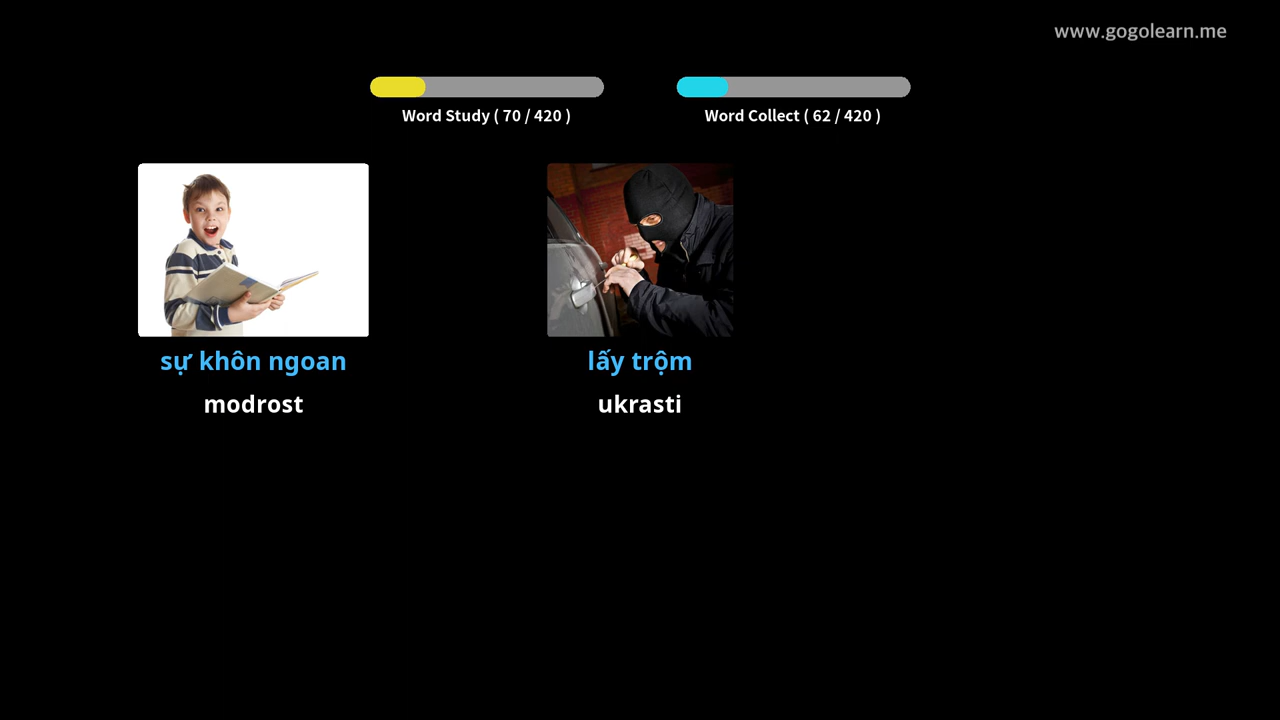 www.gogolearn.me
Word Study ( 70 / 420 )
Word Collect ( 62 / 420 )
sự khôn ngoan
modrost
lấy trộm
ukrasti